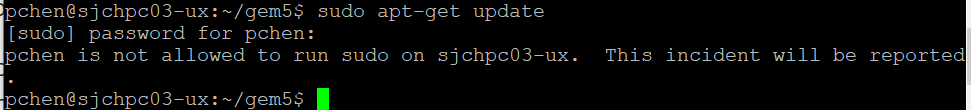 pchen@sjchpc03-ux:~/gem5$ sudo apt-get update
[sudo] password for pchen:
pchen is not allowed to run sudo on sjchpc03-ux.  This incident will be reported
.
pchen@sjchpc03-ux:~/gem5$